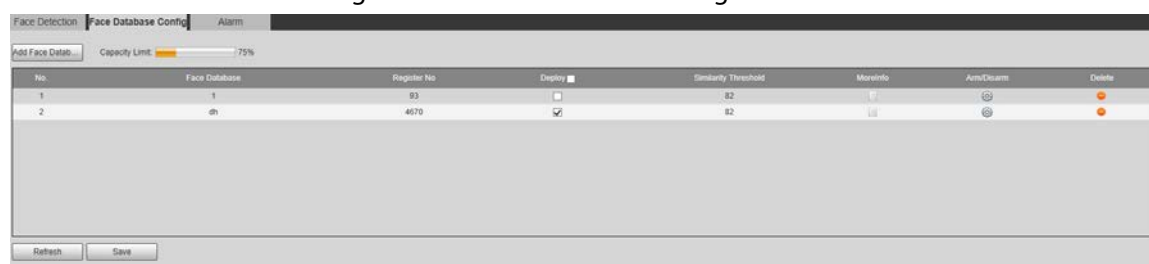 Face Detection Face Database Config Alarm
Add Face Datab... Capacity Limit: 75%
No. Face Database Register No Deploy Similarity Threshold MoreInfo Arm/Disarm Delete
1 1 93 82
2 dh 4670 82
Refresh Save